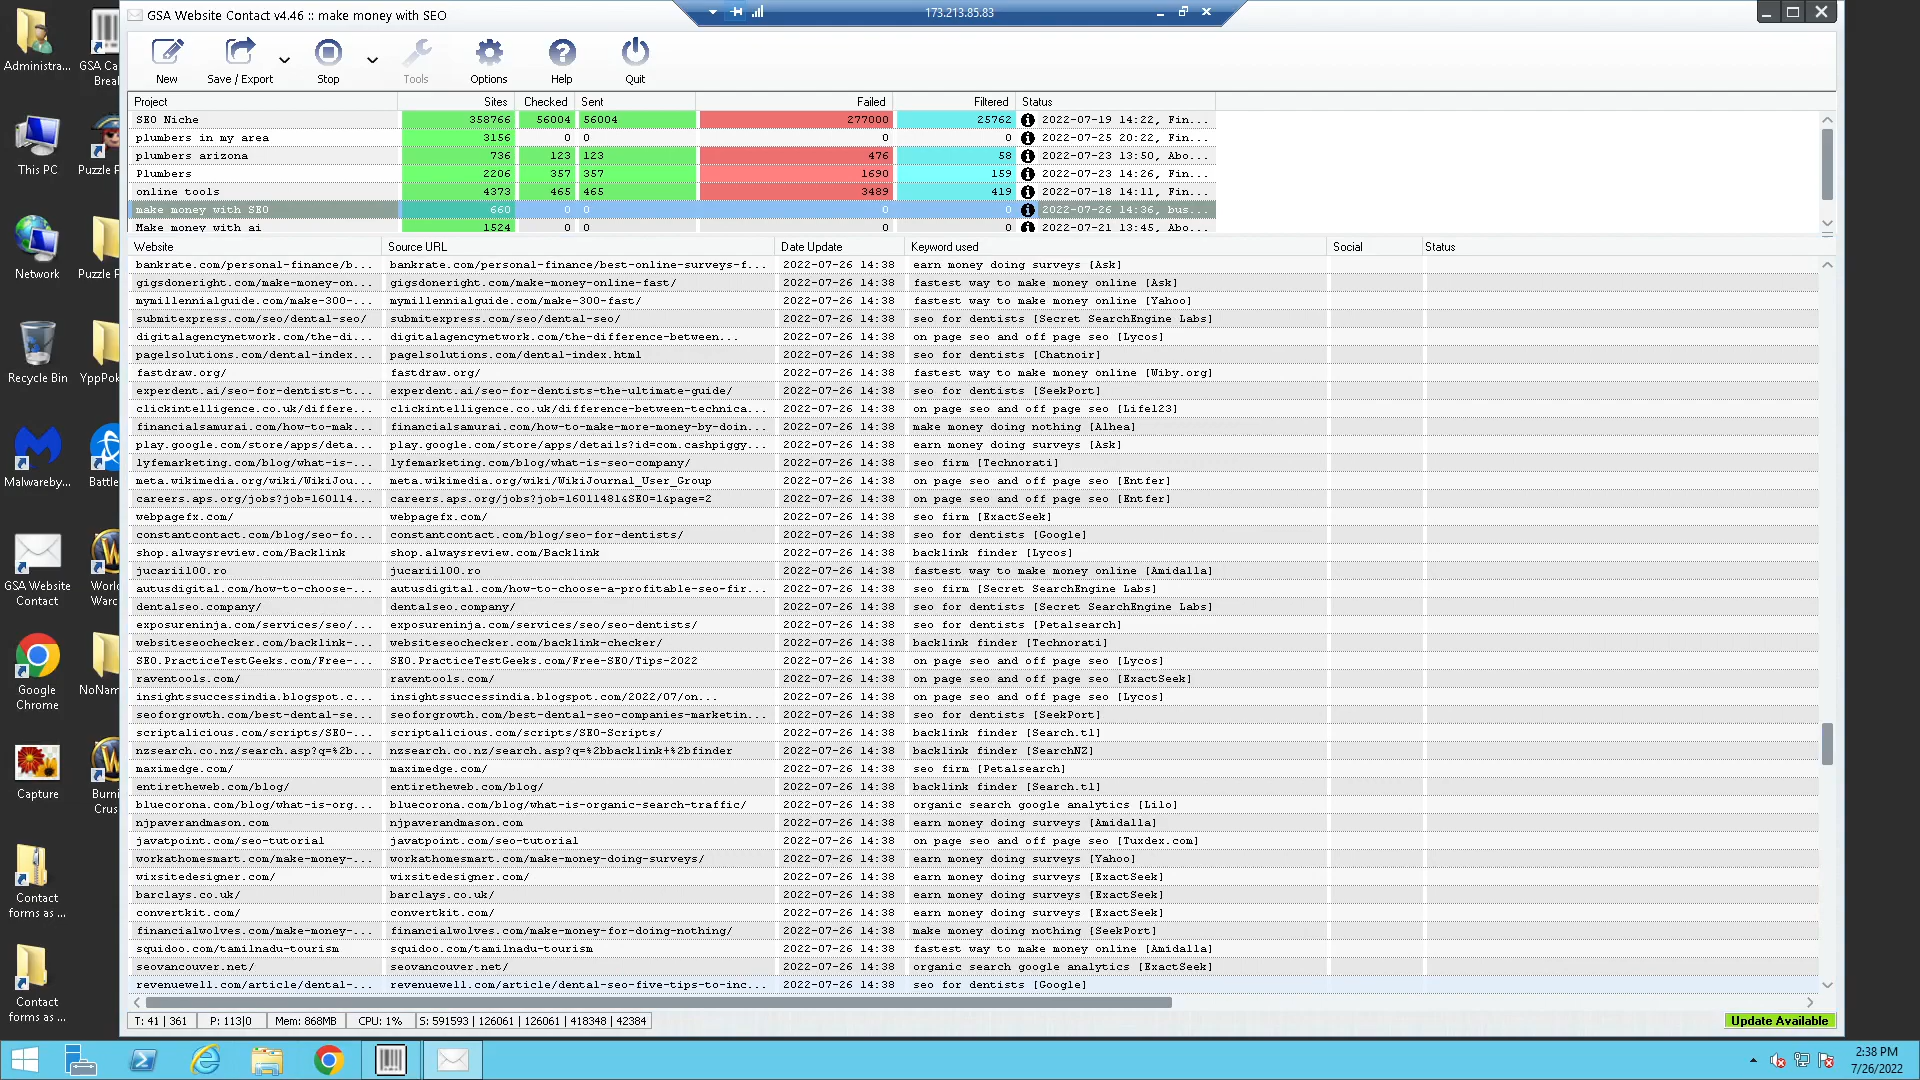 GSA Website Contact v4.46 :: make money with SEO
173.213.85.83
New
Save / Export
Stop
Tools
Options
Help
Quit
Project Sites Checked Sent Failed Filtered Status
SEO Niche 358766 56004 56004 277000 25762 2022-07-19 14:22, Fin...
plumbers in my area 3156 0 0 0 0 2022-07-25 20:22, Fin...
plumbers arizona 736 123 123 476 58 2022-07-23 13:50, Abo...
Plumbers 2206 357 357 1690 159 2022-07-23 14:26, Fin...
online tools 4373 465 465 3489 419 2022-07-18 14:11, Fin...
make money with SEO 660 0 0 0 0 2022-07-26 14:36, bus...
Make money with ai 1524 0 0 0 0 2022-07-21 13:45, Abo...
Website Source URL Date Update Keyword used Social Status
bankrate.com/personal-finance/b... bankrate.com/personal-finance/best-online-surveys-f... 2022-07-26 14:38 earn money doing surveys [Ask]
gigsdoneright.com/make-money-on... gigsdoneright.com/make-money-online-fast/ 2022-07-26 14:38 fastest way to make money online [Ask]
mymillennialguide.com/make-300-... mymillennialguide.com/make-300-fast/ 2022-07-26 14:38 fastest way to make money online [Yahoo]
submitexpress.com/seo/dental-seo/ submitexpress.com/seo/dental-seo/ 2022-07-26 14:38 seo for dentists [Secret SearchEngine Labs]
digitalagencynetwork.com/the-di... digitalagencynetwork.com/the-difference-between... 2022-07-26 14:38 on page seo and off page seo [Lycos]
pagelsolutions.com/dental-index... pagelsolutions.com/dental-index.html 2022-07-26 14:38 seo for dentists [Chatnoir]
fastdraw.org/ fastdraw.org/ 2022-07-26 14:38 fastest way to make money online [Wiby.org]
experdent.ai/seo-for-dentists-t... experdent.ai/seo-for-dentists-the-ultimate-guide/ 2022-07-26 14:38 seo for dentists [SeekPort]
clickintelligence.co.uk/differe... clickintelligence.co.uk/difference-between-technica... 2022-07-26 14:38 on page seo and off page seo [Life123]
financialsamurai.com/how-to-mak... financialsamurai.com/how-to-make-more-money-by-doin... 2022-07-26 14:38 make money doing nothing [Alhea]
play.google.com/store/apps/deta... play.google.com/store/apps/details?id=com.cashpiggy... 2022-07-26 14:38 earn money doing surveys [Ask]
lyfemarketing.com/blog/what-is-... lyfemarketing.com/blog/what-is-seo-company/ 2022-07-26 14:38 seo firm [Technorati]
meta.wikimedia.org/wiki/WikiJou... meta.wikimedia.org/wiki/WikiJournal_User_Group 2022-07-26 14:38 on page seo and off page seo [Entfer]
careers.aps.org/jobs?job=160114... careers.aps.org/jobs?job=16011481&SEO=1&page=2 2022-07-26 14:38 on page seo and off page seo [Entfer]
webpagefx.com/ webpagefx.com/ 2022-07-26 14:38 seo firm [ExactSeek]
constantcontact.com/blog/seo-fo... constantcontact.com/blog/seo-for-dentists/ 2022-07-26 14:38 seo for dentists [Google]
shop.alwaysreview.com/Backlink shop.alwaysreview.com/Backlink 2022-07-26 14:38 backlink finder [Lycos]
jucarii100.ro jucarii100.ro 2022-07-26 14:38 fastest way to make money online [Amidalla]
autusdigital.com/how-to-choose-... autusdigital.com/how-to-choose-a-profitable-seo-fir... 2022-07-26 14:38 seo firm [Secret SearchEngine Labs]
dentalseo.company/ dentalseo.company/ 2022-07-26 14:38 seo for dentists [Secret SearchEngine Labs]
exposureninja.com/services/seo/... exposureninja.com/services/seo/seo-dentists/ 2022-07-26 14:38 seo for dentists [Petalsearch]
websiteseochecker.com/backlink-... websiteseochecker.com/backlink-checker/ 2022-07-26 14:38 backlink finder [Technorati]
SEO.PracticeTestGeeks.com/Free-... SEO.PracticeTestGeeks.com/Free-SEO/Tips-2022 2022-07-26 14:38 on page seo and off page seo [Lycos]
raventools.com/ raventools.com/ 2022-07-26 14:38 on page seo and off page seo [ExactSeek]
insightssuccessindia.blogspot.c... insightssuccessindia.blogspot.com/2022/07/on... 2022-07-26 14:38 on page seo and off page seo [Lycos]
seoforgrowth.com/best-dental-se... seoforgrowth.com/best-dental-seo-companies-marketin... 2022-07-26 14:38 seo for dentists [SeekPort]
scriptalicious.com/scripts/SEO-... scriptalicious.com/scripts/SEO-Scripts/ 2022-07-26 14:38 backlink finder [Search.tl]
nzsearch.co.nz/search.asp?q=%2b... nzsearch.co.nz/search.asp?q=%2bbacklink+%2bfinder 2022-07-26 14:38 backlink finder [SearchNZ]
maximedge.com/ maximedge.com/ 2022-07-26 14:38 seo firm [Petalsearch]
entiretheweb.com/blog/ entiretheweb.com/blog/ 2022-07-26 14:38 backlink finder [Search.tl]
bluecorona.com/blog/what-is-org... bluecorona.com/blog/what-is-organic-search-traffic/ 2022-07-26 14:38 organic search google analytics [Lilo]
njpaverandmason.com njpaverandmason.com 2022-07-26 14:38 earn money doing surveys [Amidalla]
javatpoint.com/seo-tutorial javatpoint.com/seo-tutorial 2022-07-26 14:38 on page seo and off page seo [Tuxdex.com]
workathomesmart.com/make-money-... workathomesmart.com/make-money-doing-surveys/ 2022-07-26 14:38 earn money doing surveys [Yahoo]
wixsitedesigner.com/ wixsitedesigner.com/ 2022-07-26 14:38 earn money doing surveys [ExactSeek]
barclays.co.uk/ barclays.co.uk/ 2022-07-26 14:38 earn money doing surveys [ExactSeek]
convertkit.com/ convertkit.com/ 2022-07-26 14:38 earn money doing surveys [ExactSeek]
financialwolves.com/make-money-... financialwolves.com/make-money-for-doing-nothing/ 2022-07-26 14:38 make money doing nothing [SeekPort]
squidoo.com/tamilnadu-tourism squidoo.com/tamilnadu-tourism 2022-07-26 14:38 fastest way to make money online [Amidalla]
seovancouver.net/ seovancouver.net/ 2022-07-26 14:38 organic search google analytics [ExactSeek]
revenuewell.com/article/dental-... revenuewell.com/article/dental-seo-five-tips-to-inc... 2022-07-26 14:38 seo for dentists [Google]
T: 41 | 361 P: 113|0 Mem: 868MB CPU: 1% S: 591593 | 126061 | 126061 | 418348 | 42384
Update Available
Administra...
GSA Ca
Break
This PC
Puzzle P
Network
Puzzle F
Recycle Bin
YppPok
Malwareby...
Battle
GSA Website
Contact
World
Warc
Google
Chrome
NoNam
Capture
Burni
Crus
Contact
forms as ...
Contact
forms as ...
2:38 PM
7/26/2022